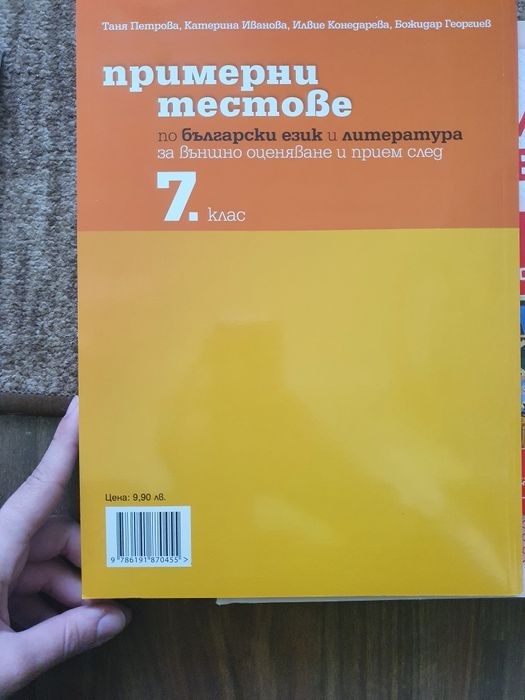 Таня Петрова, Катерина Иванова, Илвие Конедарева, Божидар Георгиев
примерни
тестове
по български език и литература
за външно оценяване и прием след
7. клас
Цена: 9,90 лв.
9 786191 870455 >